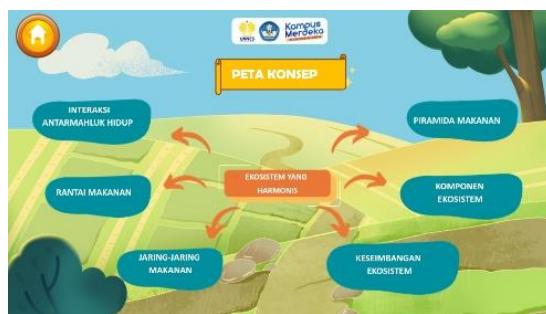 UNNES
Kampus
Merdeka
PETA KONSEP
INTERAKSI
ANTARMAHLUK HIDUP
PIRAMIDA MAKANAN
EKOSISTEM YANG
HARMONIS
RANTAI MAKANAN
KOMPONEN
EKOSISTEM
JARING-JARING
MAKANAN
KESEIMBANGAN
EKOSISTEM